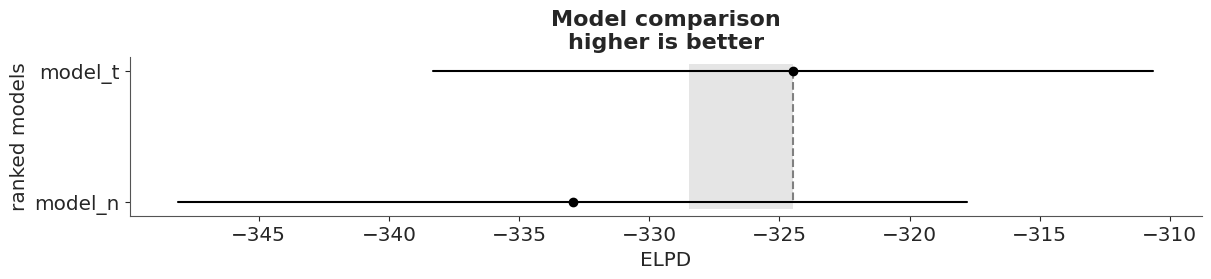 Model comparison
higher is better
ranked models
model_t
model_n
−345
−340
−335
−330
−325
−320
−315
−310
ELPD